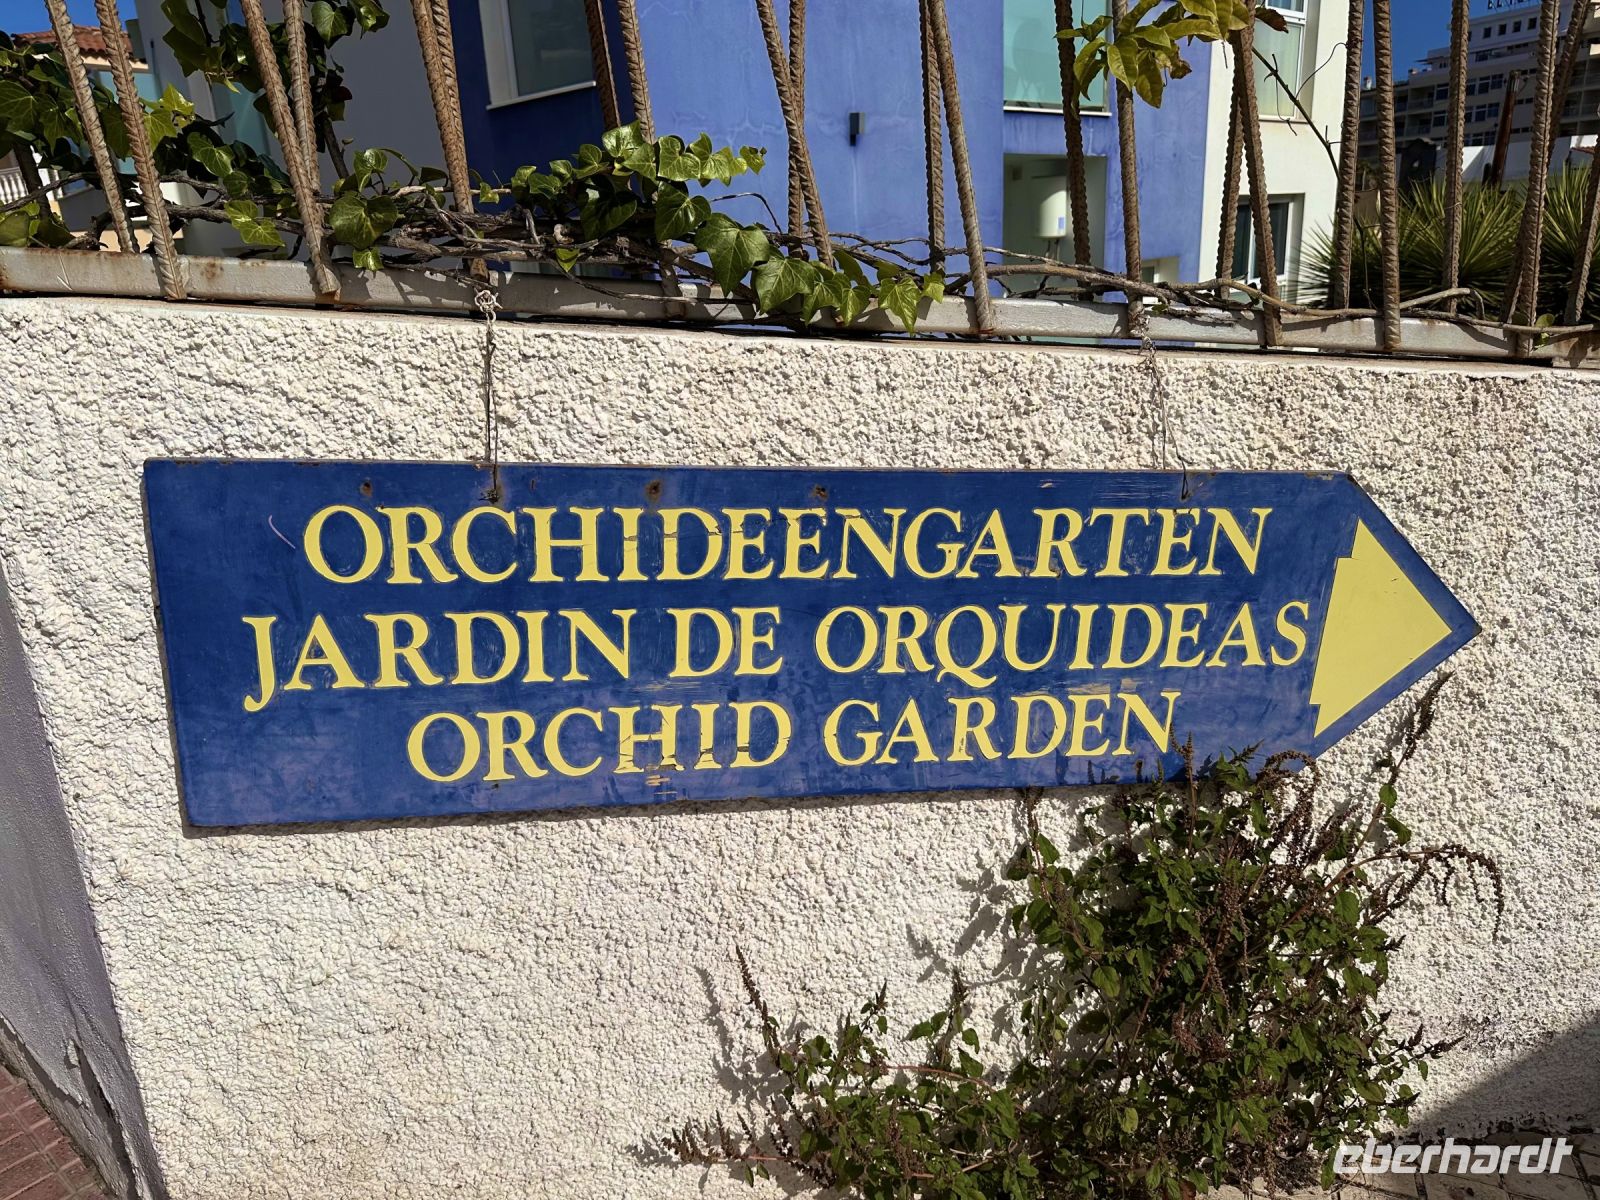 ORCHIDEENGARTEN
JARDIN DE ORQUIDEAS
ORCHID GARDEN
eberhardt